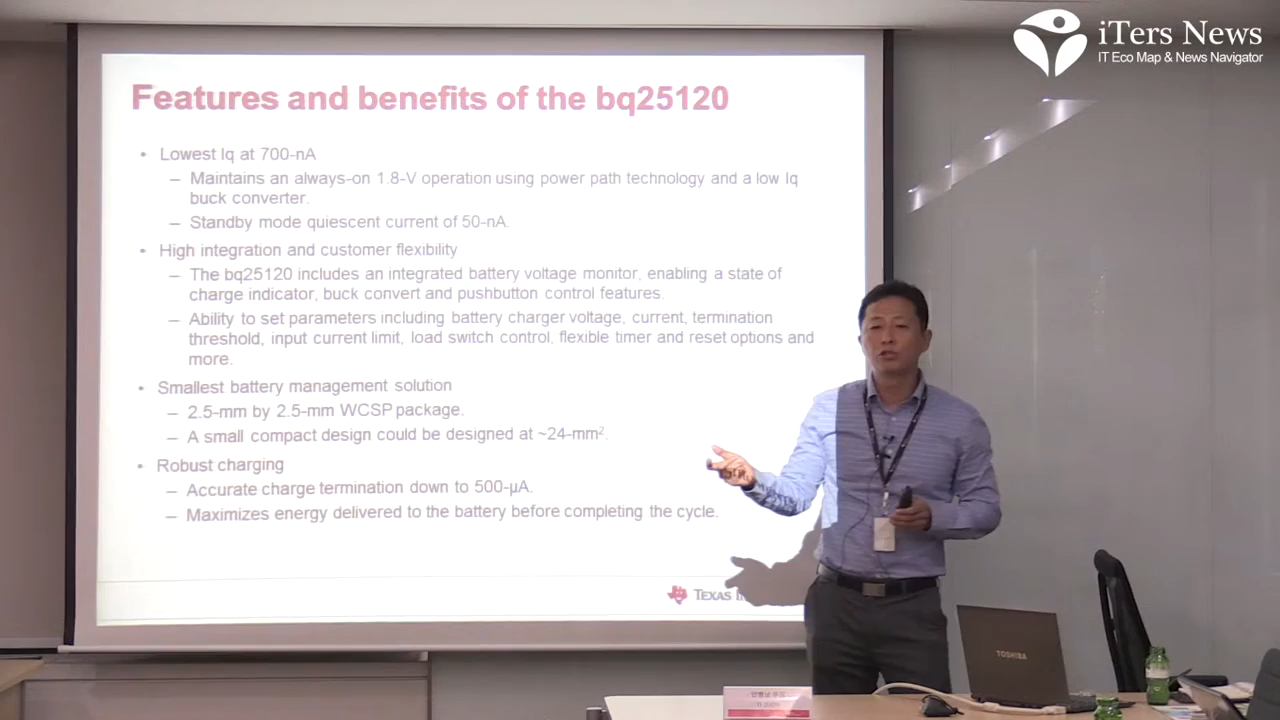 iTers News
IT Eco Map & News Navigator
Features and benefits of the bq25120
• Lowest Iq at 700-nA
– Maintains an always-on 1.8-V operation using power path technology and a low Iq
buck converter.
– Standby mode quiescent current of 50-nA.
• High integration and customer flexibility
– The bq25120 includes an integrated battery voltage monitor, enabling a state of
charge indicator, buck convert and pushbutton control features.
– Ability to set parameters including battery charger voltage, current, termination
threshold, input current limit, load switch control, flexible timer and reset options and
more.
• Smallest battery management solution
– 2.5-mm by 2.5-mm WCSP package.
– A small compact design could be designed at ~24-mm².
• Robust charging
– Accurate charge termination down to 500-µA.
– Maximizes energy delivered to the battery before completing the cycle.
TEXAS
TOSHIBA